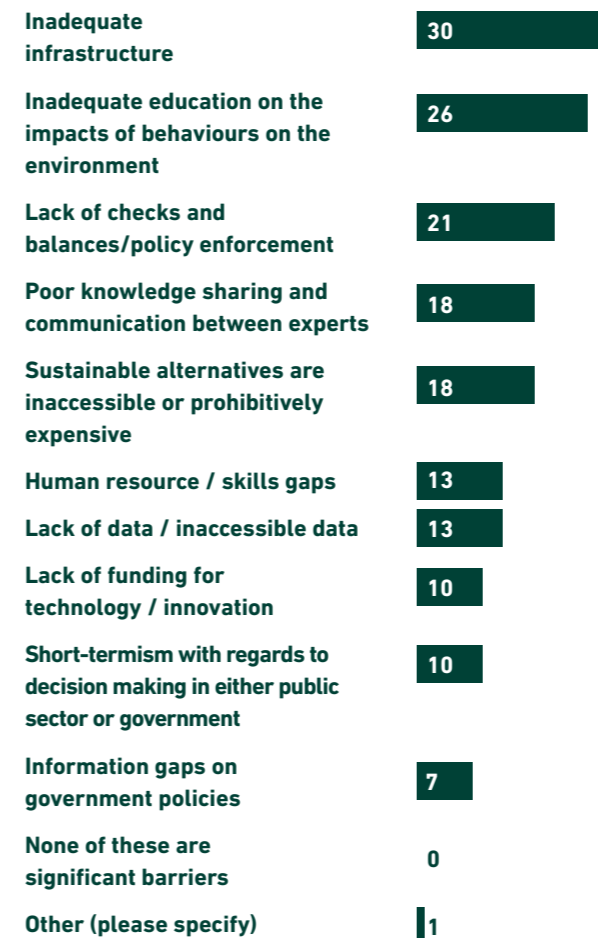 Inadequate
infrastructure
30
Inadequate education on the
impacts of behaviours on the
environment
26
Lack of checks and
balances/policy enforcement
21
Poor knowledge sharing and
communication between experts
18
Sustainable alternatives are
inaccessible or prohibitively
expensive
18
Human resource / skills gaps
13
Lack of data / inaccessible data
13
Lack of funding for
technology / innovation
10
Short-termism with regards to
decision making in either public
sector or government
10
Information gaps on
government policies
7
None of these are
significant barriers
0
Other (please specify)
1